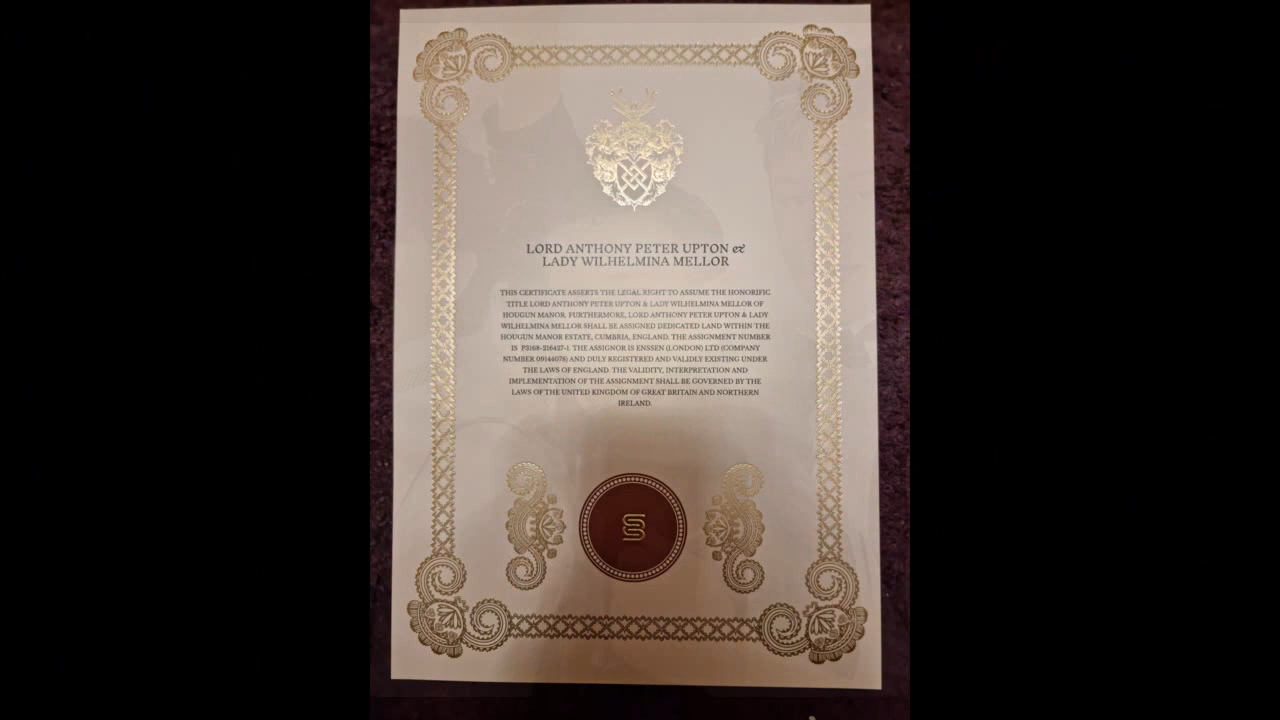 LORD ANTHONY PETER UPTON &
LADY WILHELMINA MELLOR
THIS CERTIFICATE ASSERTS THE LEGAL RIGHT TO ASSUME THE HONORIFIC
TITLE LORD ANTHONY PETER UPTON & LADY WILHELMINA MELLOR OF
HOUGUN MANOR. FURTHERMORE, LORD ANTHONY PETER UPTON & LADY
WILHELMINA MELLOR SHALL BE ASSIGNED DEDICATED LAND WITHIN THE
HOUGUN MANOR ESTATE, CUMBRIA, ENGLAND. THE ASSIGNMENT NUMBER
IS P3168-216427-1. THE ASSIGNOR IS ENSSEN (LONDON) LTD (COMPANY
NUMBER 09144076) AND DULY REGISTERED AND VALIDLY EXISTING UNDER
THE LAWS OF ENGLAND. THE VALIDITY, INTERPRETATION AND
IMPLEMENTATION OF THE ASSIGNMENT SHALL BE GOVERNED BY THE
LAWS OF THE UNITED KINGDOM OF GREAT BRITAIN AND NORTHERN
IRELAND.